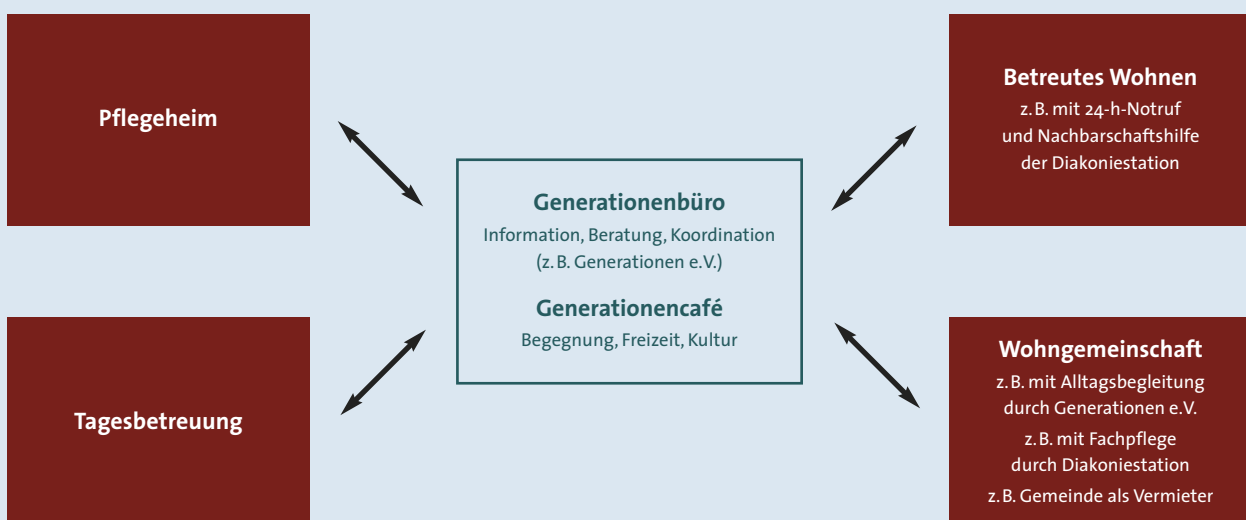 Pflegeheim
Betreutes Wohnen
z.B. mit 24-h-Notruf
und Nachbarschaftshilfe
der Diakoniestation
Generationenbüro
Information, Beratung, Koordination
(z.B. Generationen e.V.)
Generationencafé
Begegnung, Freizeit, Kultur
Tagesbetreuung
Wohngemeinschaft
z.B. mit Alltagsbegleitung
durch Generationen e.V.
z.B. mit Fachpflege
durch Diakoniestation
z.B. Gemeinde als Vermieter